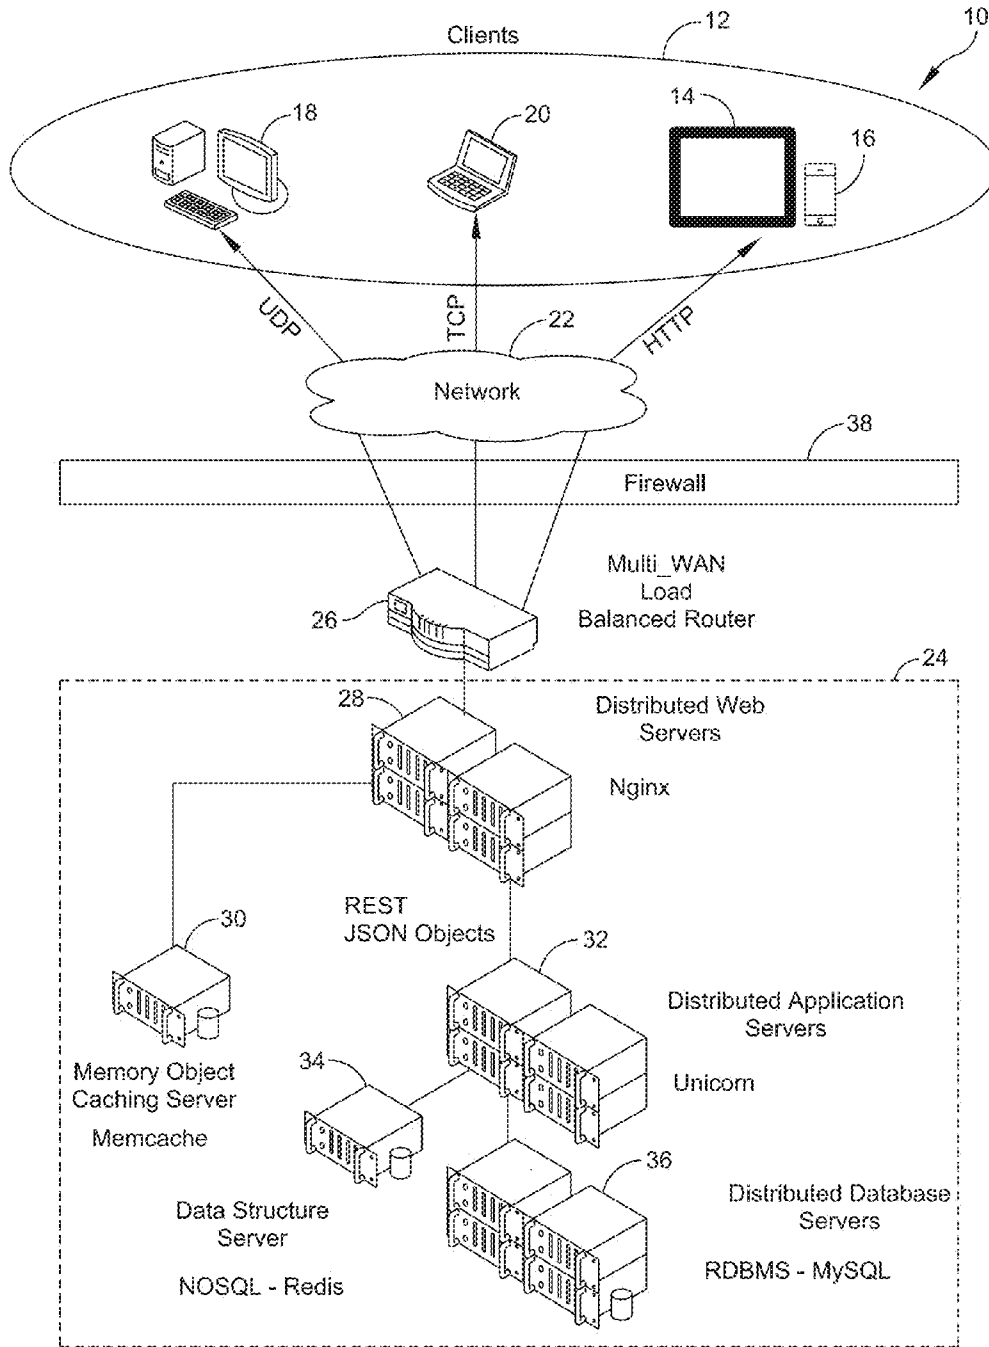 Clients
12
10
18
20
14
16
UDP
TCP
HTTP
22
Network
38
Firewall
Multi_WAN
Load
Balanced Router
26
24
28
Distributed Web
Servers
Nginx
REST
JSON Objects
30
32
Distributed Application
Servers
Unicorn
Memory Object
Caching Server
Memcache
34
36
Data Structure
Server
NOSQL - Redis
Distributed Database
Servers
RDBMS - MySQL